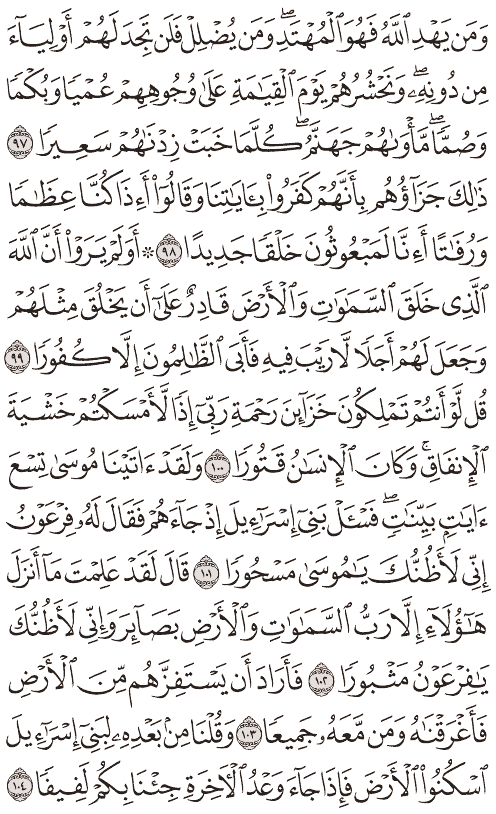 وَمَن يَهْدِ ٱللَّهُ فَهُوَ ٱلْمُهْتَدِۖ وَمَن يُضْلِلْ فَلَن تَجِدَ لَهُمْ أَوْلِيَآءَ
مِن دُونِهِۦۖ وَنَحْشُرُهُمْ يَوْمَ ٱلْقِيَٰمَةِ عَلَىٰ وُجُوهِهِمْ عُمْيًا وَبُكْمًا
وَصُمًّاۖ مَّأْوَىٰهُمْ جَهَنَّمُۖ كُلَّمَا خَبَتْ زِدْنَٰهُمْ سَعِيرًا ٩٧
ذَٰلِكَ جَزَآؤُهُم بِأَنَّهُمْ كَفَرُوا۟ بِـَٔايَٰتِنَا وَقَالُوٓا۟ أَءِذَا كُنَّا عِظَٰمًا
وَرُفَٰتًا أَءِنَّا لَمَبْعُوثُونَ خَلْقًا جَدِيدًا ٩٨ ۞ أَوَلَمْ يَرَوْا۟ أَنَّ ٱللَّهَ
ٱلَّذِى خَلَقَ ٱلسَّمَٰوَٰتِ وَٱلْأَرْضَ قَادِرٌ عَلَىٰٓ أَن يَخْلُقَ مِثْلَهُمْ
وَجَعَلَ لَهُمْ أَجَلًا لَّا رَيْبَ فِيهِ فَأَبَى ٱلظَّٰلِمُونَ إِلَّا كُفُورًا ٩٩
قُل لَّوْ أَنتُمْ تَمْلِكُونَ خَزَآئِنَ رَحْمَةِ رَبِّىٓ إِذًا لَّأَمْسَكْتُمْ خَشْيَةَ
ٱلْإِنفَاقِۚ وَكَانَ ٱلْإِنسَٰنُ قَتُورًا ١٠٠ وَلَقَدْ ءَاتَيْنَا مُوسَىٰ تِسْعَ
ءَايَٰتٍۭ بَيِّنَٰتٍۖ فَسْـَٔلْ بَنِىٓ إِسْرَٰٓءِيلَ إِذْ جَآءَهُمْ فَقَالَ لَهُۥ فِرْعَوْنُ
إِنِّى لَأَظُنُّكَ يَٰمُوسَىٰ مَسْحُورًا ١٠١ قَالَ لَقَدْ عَلِمْتَ مَآ أَنزَلَ
هَٰٓؤُلَآءِ إِلَّا رَبُّ ٱلسَّمَٰوَٰتِ وَٱلْأَرْضِ بَصَآئِرَ وَإِنِّى لَأَظُنُّكَ
يَٰفِرْعَوْنُ مَثْبُورًا ١٠٢ فَأَرَادَ أَن يَسْتَفِزَّهُم مِّنَ ٱلْأَرْضِ
فَأَغْرَقْنَٰهُ وَمَن مَّعَهُۥ جَمِيعًا ١٠٣ وَقُلْنَا مِنۢ بَعْدِهِۦ لِبَنِىٓ إِسْرَٰٓءِيلَ
ٱسْكُنُوا۟ ٱلْأَرْضَ فَإِذَا جَآءَ وَعْدُ ٱلْءَاخِرَةِ جِئْنَا بِكُمْ لَفِيفًا ١٠٤